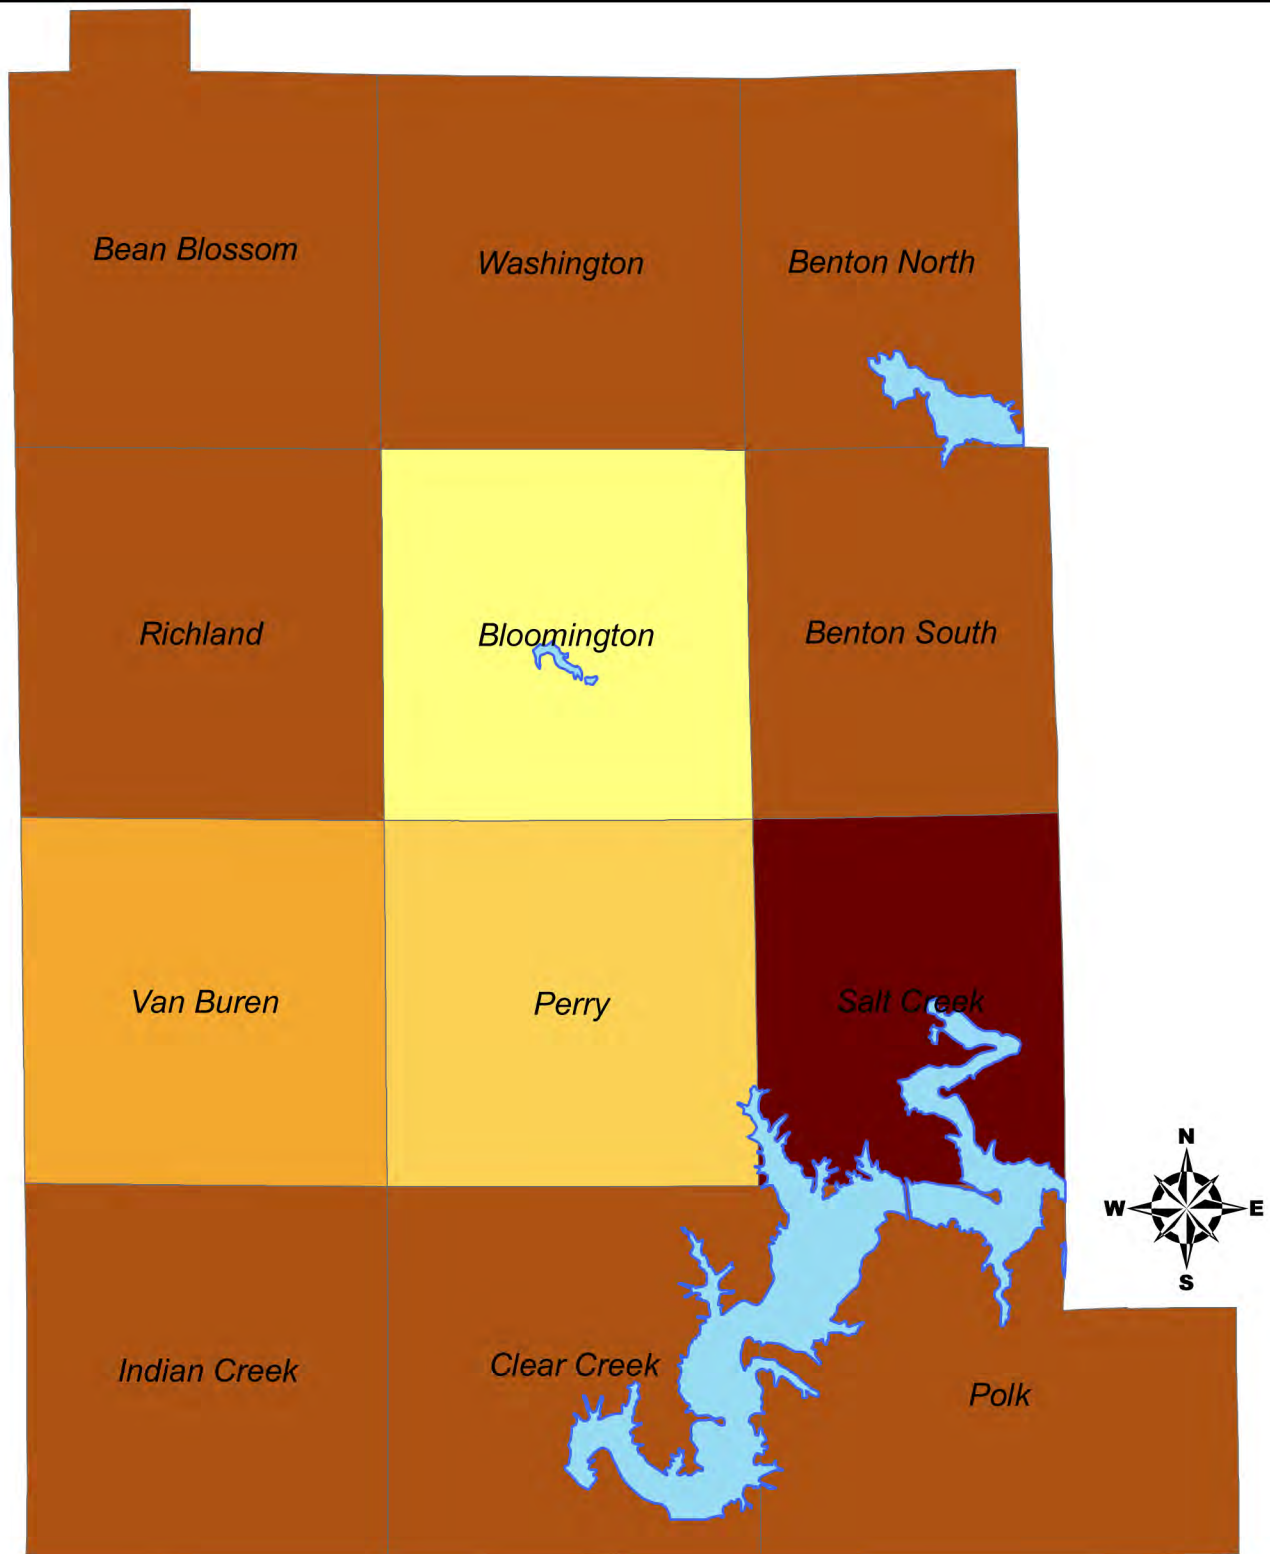 Bean Blossom
Washington
Benton North
Richland
Bloomington
Benton South
Van Buren
Perry
Salt Creek
N
W
E
S
Indian Creek
Clear Creek
Polk